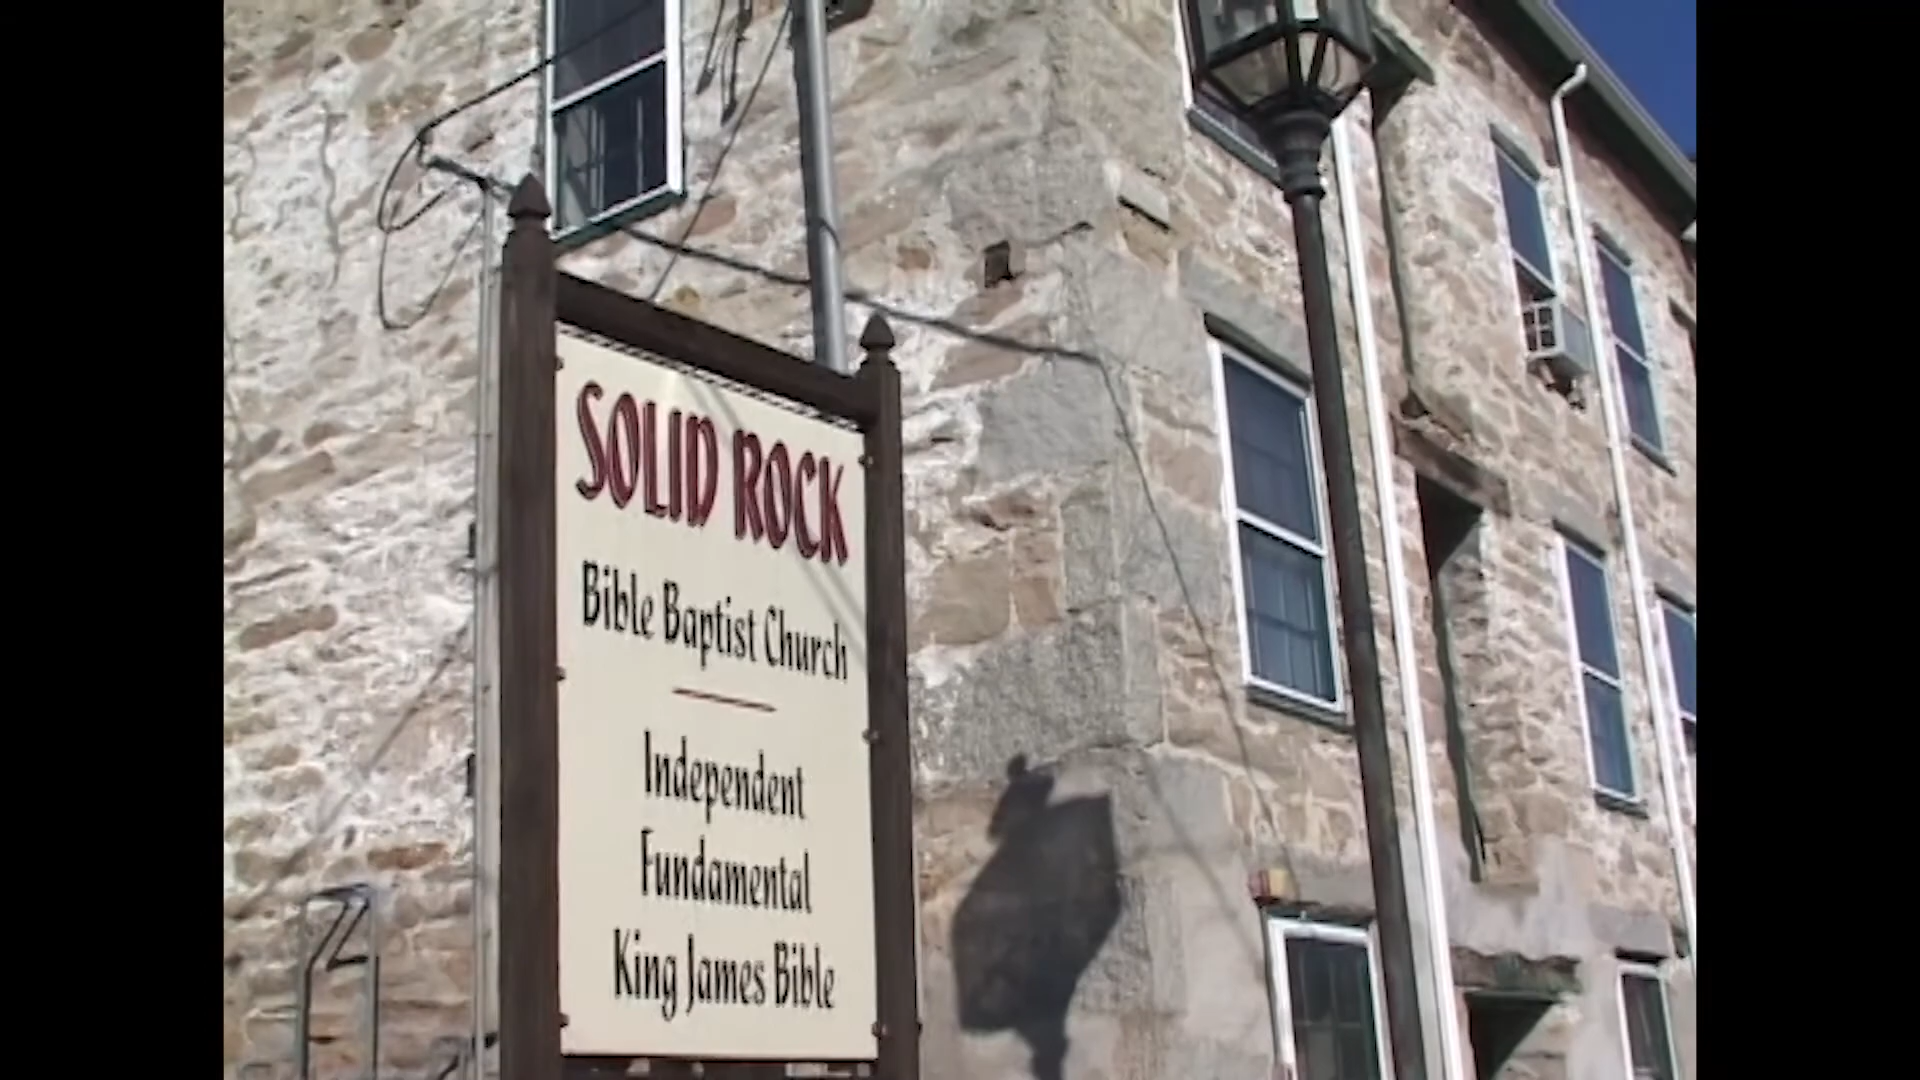 SOLID ROCK
Bible Baptist Church
Independent
Fundamental
King James Bible